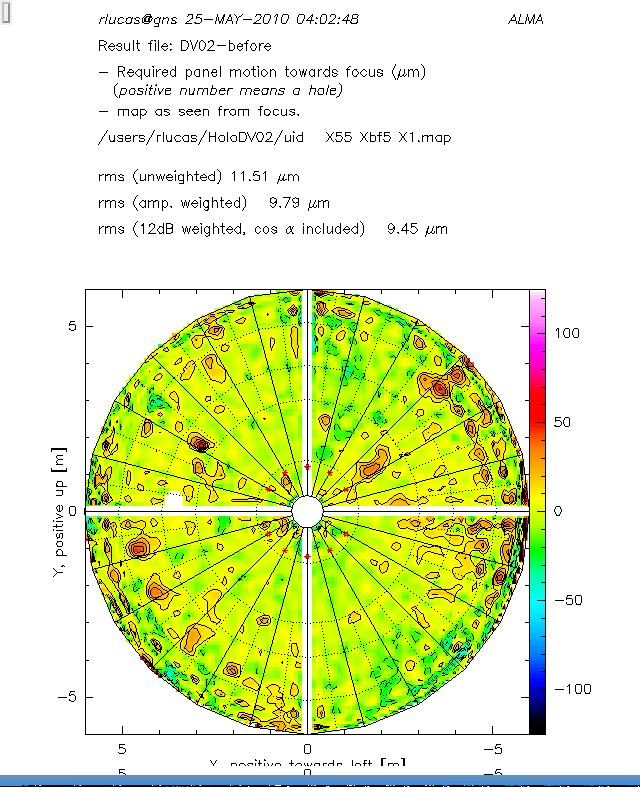 rlucas@gns 25-MAY-2010 04:02:48 ALMA
Result file: DV02-before
- Required panel motion towards focus (μm)
(positive number means a hole)
- map as seen from focus.
/users/rlucas/HoloDV02/uid X55 Xbf5 X1.map
rms (unweighted) 11.51 μm
rms (amp. weighted) 9.79 μm
rms (12dB weighted, cos α included) 9.45 μm
5
0
-5
Y, positive up [m]
100
50
0
-50
-100
5 0 -5
X, positive towards left [m]
5 -5